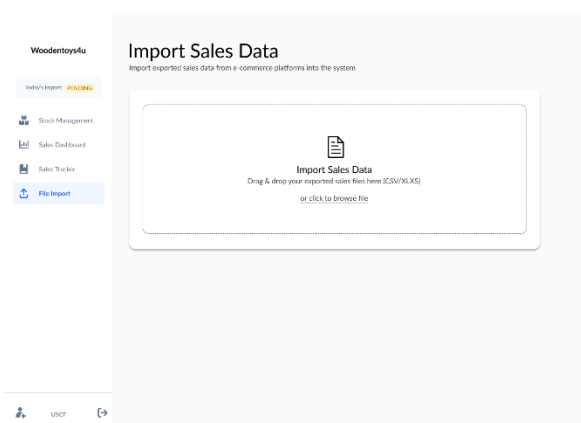 Woodentoys4u
Today's import: PENDING
Stock Management
Sales Dashboard
Sales Tracker
File Import
user
Import Sales Data
Import exported sales data from e-commerce platforms into the system
Import Sales Data
Drag & drop your exported sales files here (CSV/XLXS)
or click to browse file